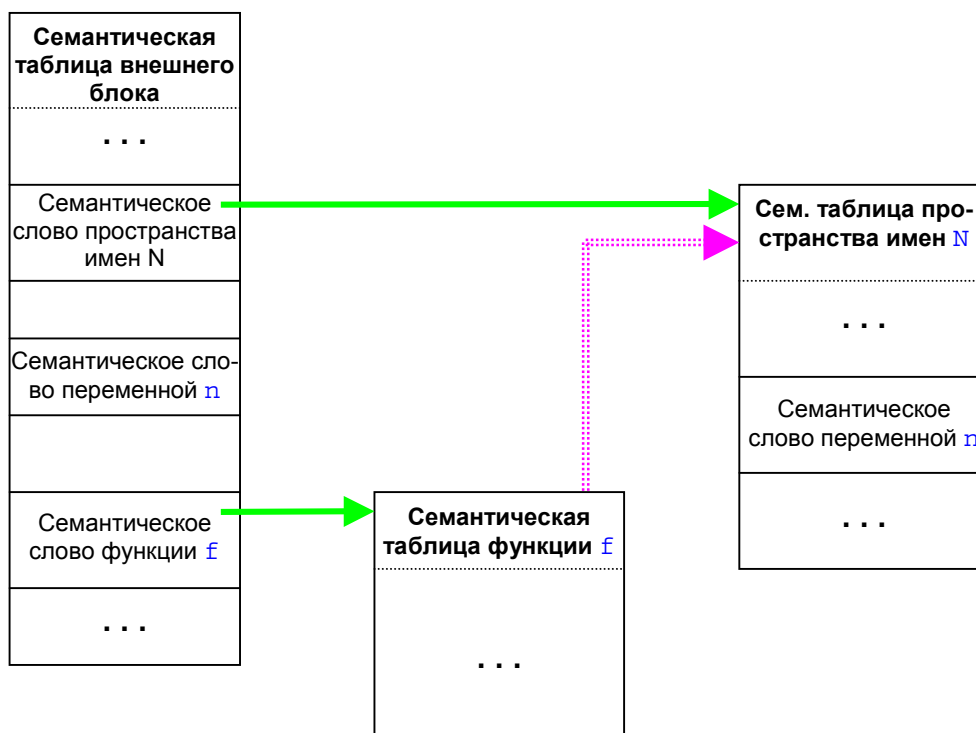 Семантическая
таблица внешнего
блока
. . .
Семантическое
слово пространства
имен N
Семантическое сло-
во переменной n
Семантическое
слово функции f
. . .
Семантическая
таблица функции f
. . .
Сем. таблица про-
странства имен N
. . .
Семантическое
слово переменной n
. . .